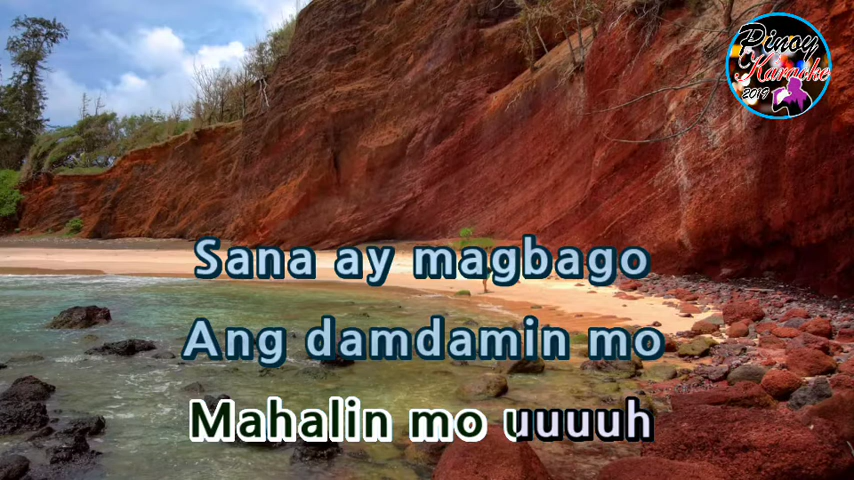 Pinoy
Karaoke
2019
Sana ay magbago
Ang damdamin mo
Mahalin mo uuuuh